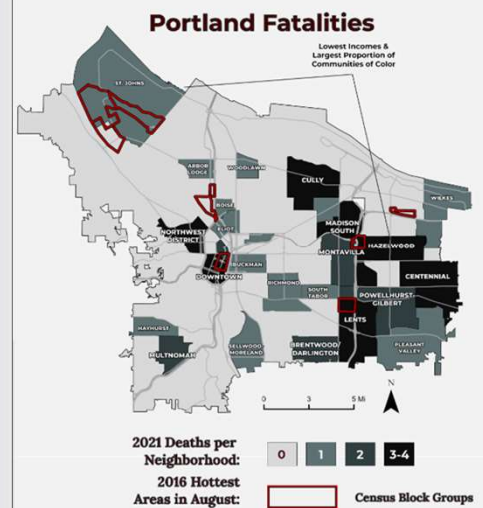 Portland Fatalities
Lowest Incomes &
Largest Proportion of
Communities of Color
ST. JOHNS
ARBOR
LODGE
WOODLAWN
CULLY
WILKES
BOISE
ELIOT
MADISON
SOUTH
NORTHWEST
DISTRICT
HAZELWOOD
MONTAVILLA
BUCKMAN
DOWNTOWN
CENTENNIAL
RICHMOND
SOUTH
TABOR
POWELLHURST-
GILBERT
LENTS
HAYHURST
SELLWOOD-
MORELAND
BRENTWOOD/
DARLINGTON
PLEASANT
VALLEY
MULTNOMAH
N
0 3 5 Mi
2021 Deaths per
Neighborhood:
0 1 2 3-4
2016 Hottest
Areas in August:
Census Block Groups